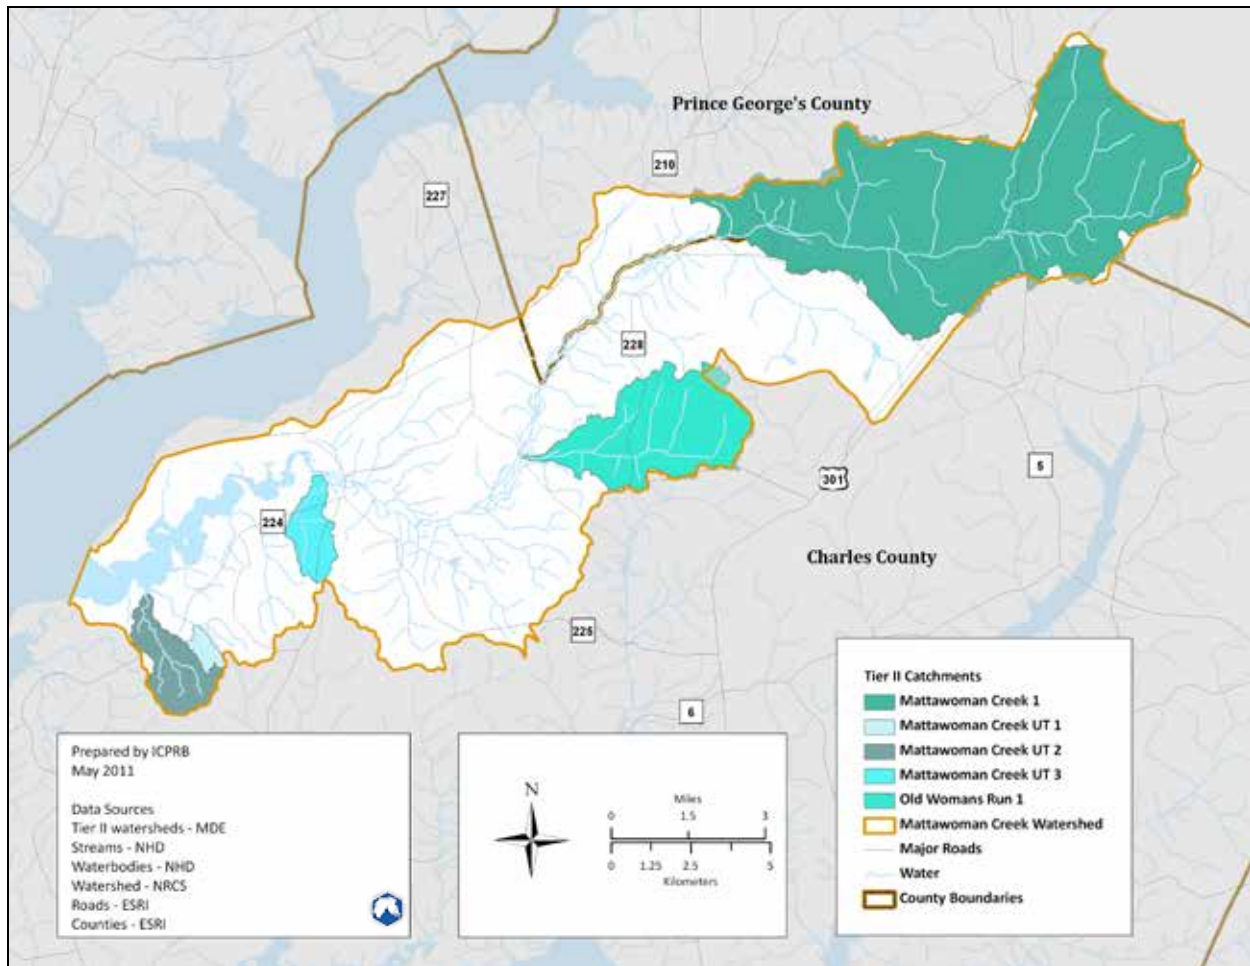 Prince George's County
210
227
228
5
301
224
Charles County
225
6
Tier II Catchments
Mattawoman Creek 1
Mattawoman Creek UT 1
Mattawoman Creek UT 2
Mattawoman Creek UT 3
Old Womans Run 1
Mattawoman Creek Watershed
Major Roads
Water
County Boundaries
Prepared by ICPRB
May 2011
Data Sources
Tier II watersheds - MDE
Streams - NHD
Waterbodies - NHD
Watershed - NRCS
Roads - ESRI
Counties - ESRI
N
Miles
0 1.5 3
0 1.25 2.5 5
Kilometers